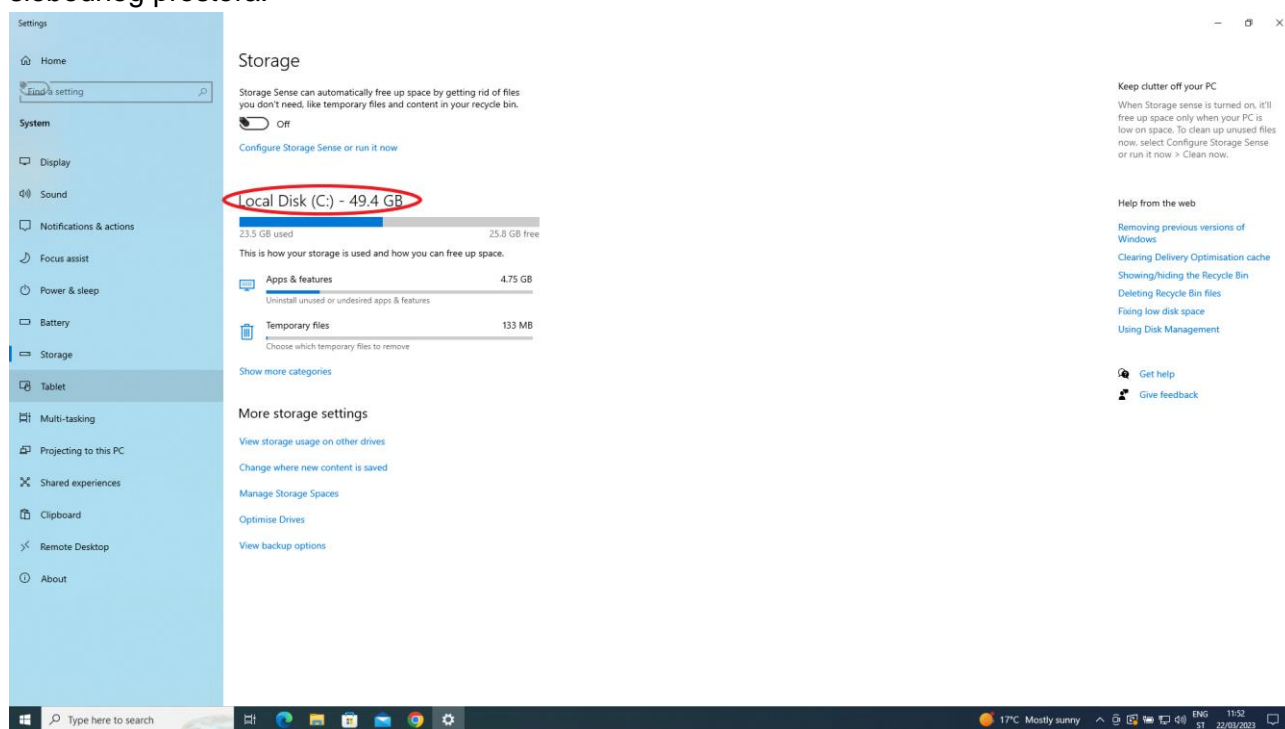 slobodnog prostora.
Settings
Home
Find a setting
System
Display
Sound
Notifications & actions
Focus assist
Power & sleep
Battery
Storage
Tablet
Multi-tasking
Projecting to this PC
Shared experiences
Clipboard
Remote Desktop
About
Storage
Storage Sense can automatically free up space by getting rid of files
you don't need, like temporary files and content in your recycle bin.
Off
Configure Storage Sense or run it now
Local Disk (C:) - 49.4 GB
23.5 GB used 25.8 GB free
This is how your storage is used and how you can free up space.
Apps & features 4.75 GB
Uninstall unused or undesired apps & features
Temporary files 133 MB
Choose which temporary files to remove
Show more categories
More storage settings
View storage usage on other drives
Change where new content is saved
Manage Storage Spaces
Optimise Drives
View backup options
Keep clutter off your PC
When Storage sense is turned on, it'll
free up space only when your PC is
low on space. To clean up unused files
now, select Configure Storage Sense
or run it now > Clean now.
Help from the web
Removing previous versions of
Windows
Clearing Delivery Optimisation cache
Showing/hiding the Recycle Bin
Deleting Recycle Bin files
Fixing low disk space
Using Disk Management
Get help
Give feedback
Type here to search
17°C Mostly sunny
ENG
ST
11:52
22/03/2023